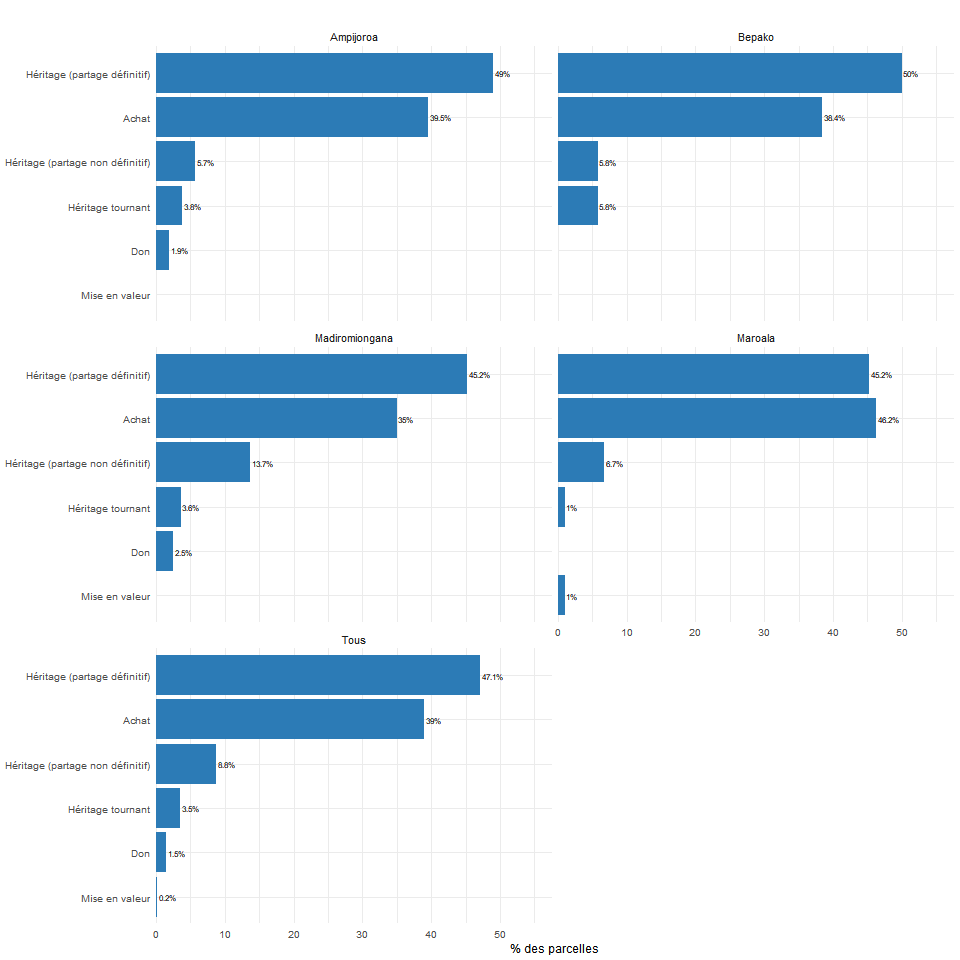 Ampijoroa
Bepako
Héritage (partage définitif)
49%
50%
Achat
39.5%
38.4%
Héritage (partage non définitif)
5.7%
5.8%
Héritage tournant
3.8%
5.8%
Don
1.9%
Mise en valeur
Madiromiongana
Maroala
Héritage (partage définitif)
45.2%
45.2%
Achat
35%
46.2%
Héritage (partage non définitif)
13.7%
6.7%
Héritage tournant
3.6%
1%
Don
2.5%
Mise en valeur
1%
0 10 20 30 40 50
Tous
Héritage (partage définitif)
47.1%
Achat
39%
Héritage (partage non définitif)
8.8%
Héritage tournant
3.5%
Don
1.5%
Mise en valeur
0.2%
0 10 20 30 40 50
% des parcelles